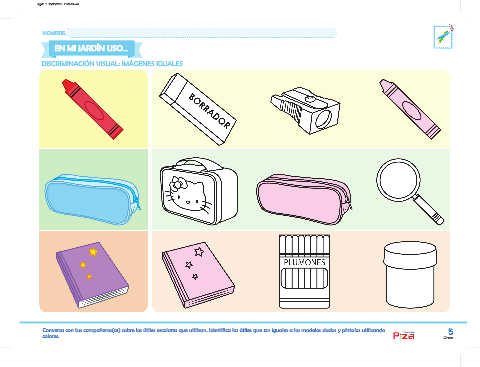 NOMBRE:
EN MI JARDÍN USO...
DISCRIMINACIÓN VISUAL: IMÁGENES IGUALES
BORRADOR
PLUMONES
Conversa con tus compañeros(as) sobre los útiles escolares que utilizan. Identifica los útiles que son iguales a los modelos dados y píntalos utilizando
colores.
5